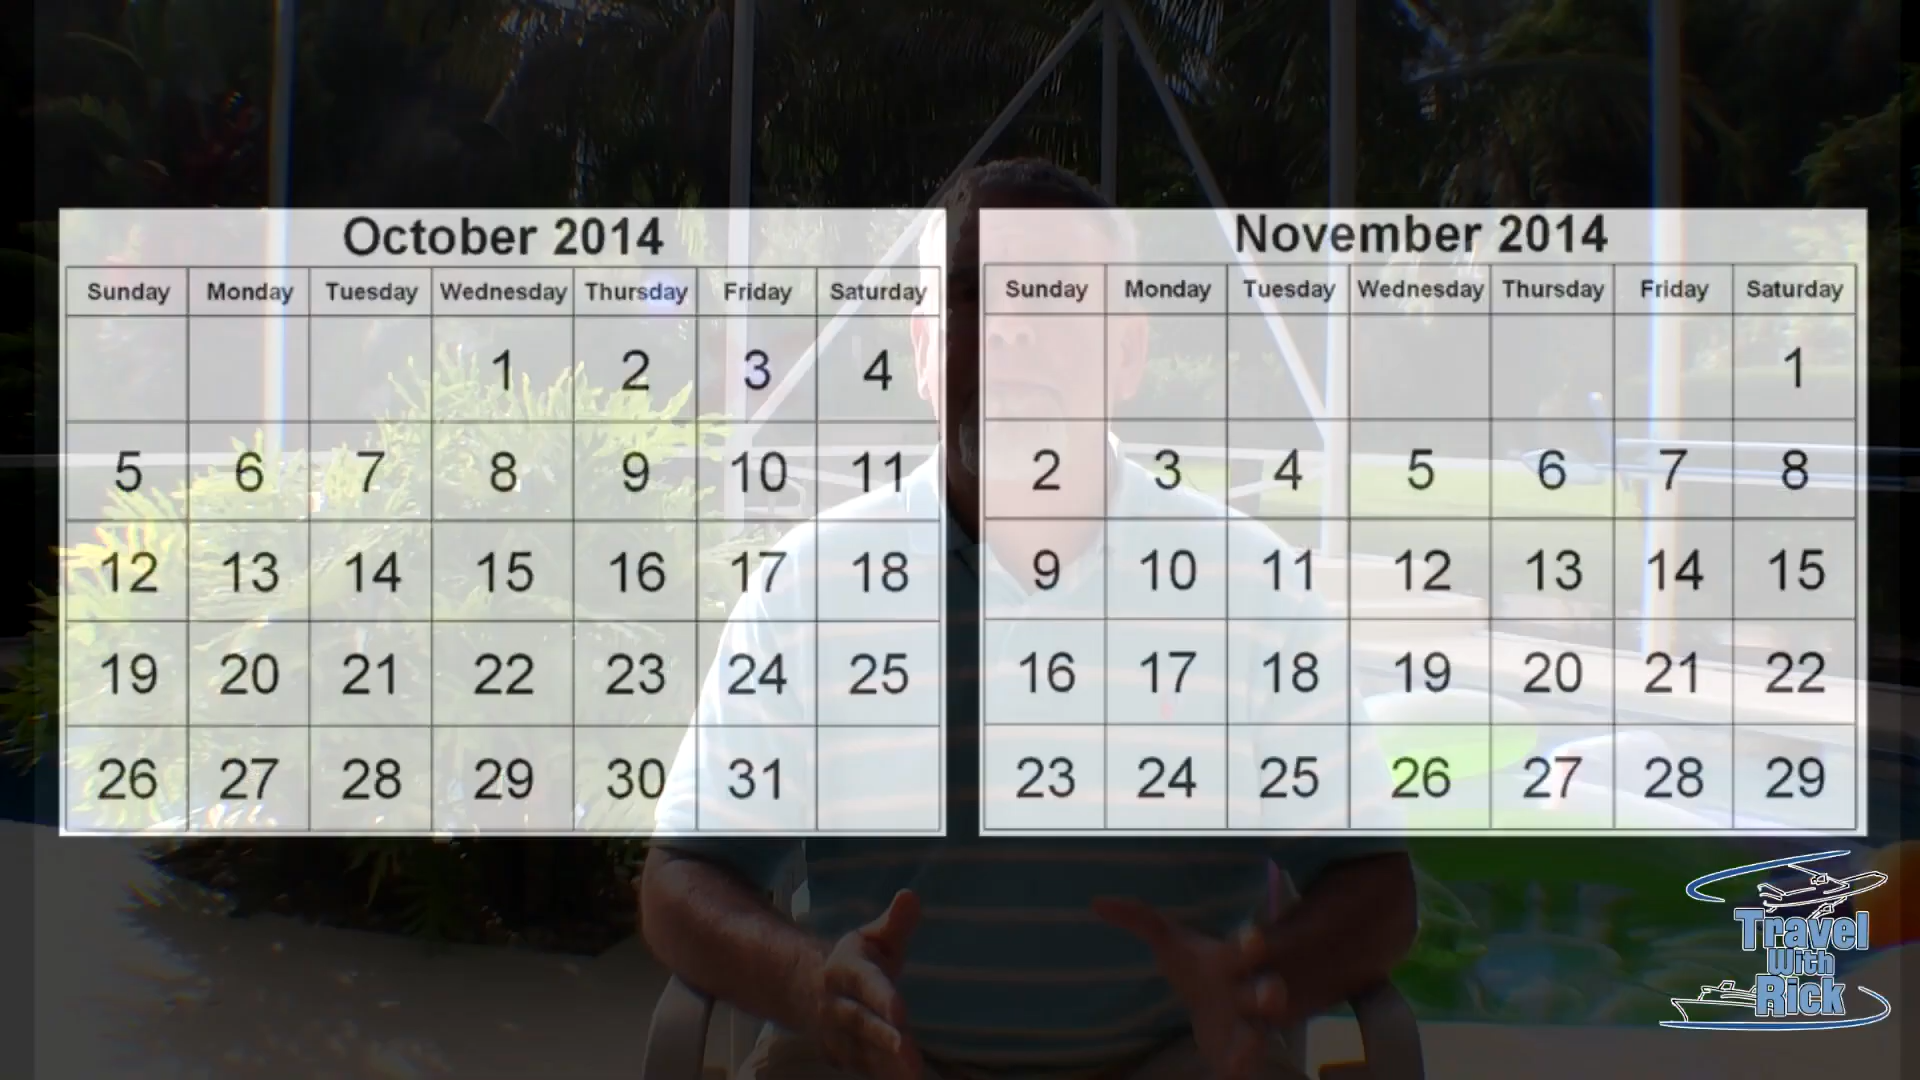 October 2014
Sunday Monday Tuesday Wednesday Thursday Friday Saturday
1 2 3 4
5 6 7 8 9 10 11
12 13 14 15 16 17 18
19 20 21 22 23 24 25
26 27 28 29 30 31
November 2014
Sunday Monday Tuesday Wednesday Thursday Friday Saturday
1
2 3 4 5 6 7 8
9 10 11 12 13 14 15
16 17 18 19 20 21 22
23 24 25 26 27 28 29
Travel
With
Rick